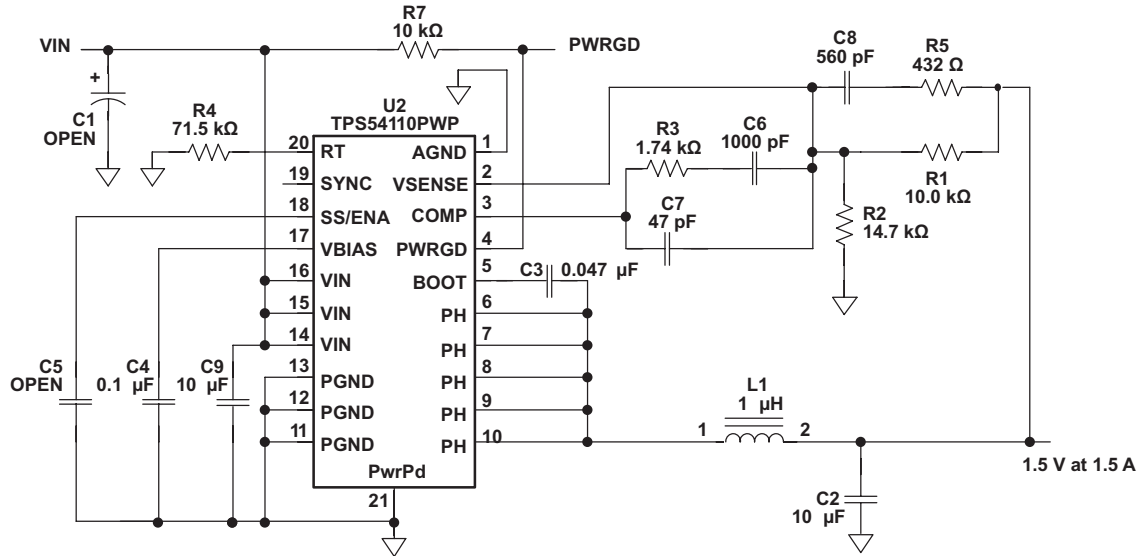 VIN
R7
10 kΩ
PWRGD
C1
OPEN
+
R4
71.5 kΩ
U2
TPS54110PWP
20 RT
19 SYNC
18 SS/ENA
17 VBIAS
16 VIN
15 VIN
14 VIN
13 PGND
12 PGND
11 PGND
AGND 1
VSENSE 2
COMP 3
PWRGD 4
BOOT 5
PH 6
PH 7
PH 8
PH 9
PH 10
PwrPd
21
C5
OPEN
C4
0.1 µF
C9
10 µF
C3 0.047 µF
R3
1.74 kΩ
C6
1000 pF
C7
47 pF
C8
560 pF
R5
432 Ω
R1
10.0 kΩ
R2
14.7 kΩ
L1
1 µH
1 2
C2
10 µF
1.5 V at 1.5 A